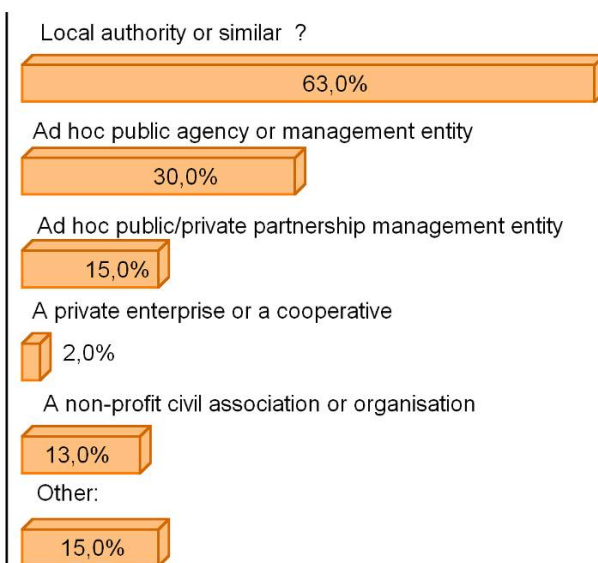 Local authority or similar ?
63,0%
Ad hoc public agency or management entity
30,0%
Ad hoc public/private partnership management entity
15,0%
A private enterprise or a cooperative
2,0%
A non-profit civil association or organisation
13,0%
Other:
15,0%